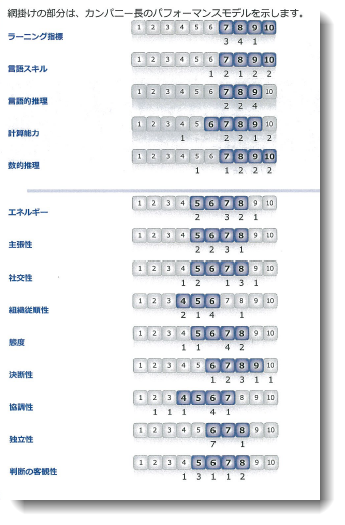 網掛けの部分は、カンパニー長のパフォーマンスモデルを示します。
ラーニング指標 1 2 3 4 5 6 7 8 9 10
3 4 1
言語スキル 1 2 3 4 5 6 7 8 9 10
1 2 1 2 2
言語的推理 1 2 3 4 5 6 7 8 9 10
2 2 4
計算能力 1 2 3 4 5 6 7 8 9 10
1 2 2 1 2
数的推理 1 2 3 4 5 6 7 8 9 10
1 1 2 2 2
エネルギー 1 2 3 4 5 6 7 8 9 10
2 3 2 1
主張性 1 2 3 4 5 6 7 8 9 10
2 2 3 1
社交性 1 2 3 4 5 6 7 8 9 10
1 2 1 3 1
組織従順性 1 2 3 4 5 6 7 8 9 10
2 1 4 1
態度 1 2 3 4 5 6 7 8 9 10
1 1 4 2
決断性 1 2 3 4 5 6 7 8 9 10
1 2 3 1 1
協調性 1 2 3 4 5 6 7 8 9 10
1 1 1 4 1
独立性 1 2 3 4 5 6 7 8 9 10
7 1
判断の客観性 1 2 3 4 5 6 7 8 9 10
1 3 1 1 2